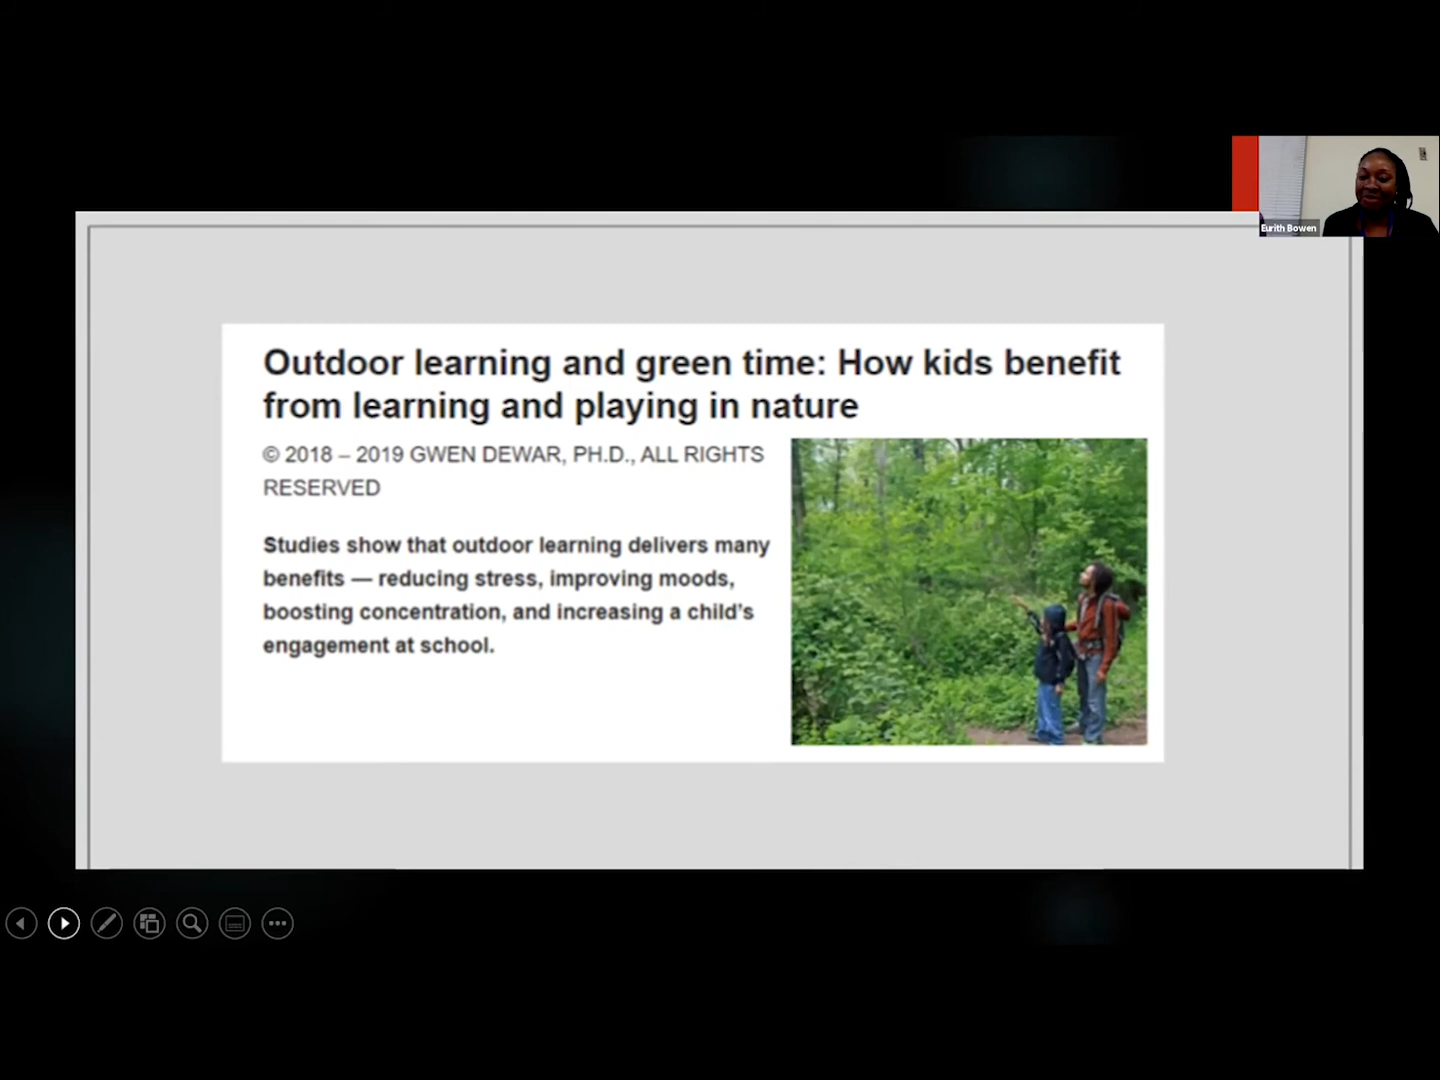 Eurith Bowen
Outdoor learning and green time: How kids benefit
from learning and playing in nature
© 2018 – 2019 GWEN DEWAR, PH.D., ALL RIGHTS
RESERVED
Studies show that outdoor learning delivers many
benefits — reducing stress, improving moods,
boosting concentration, and increasing a child’s
engagement at school.